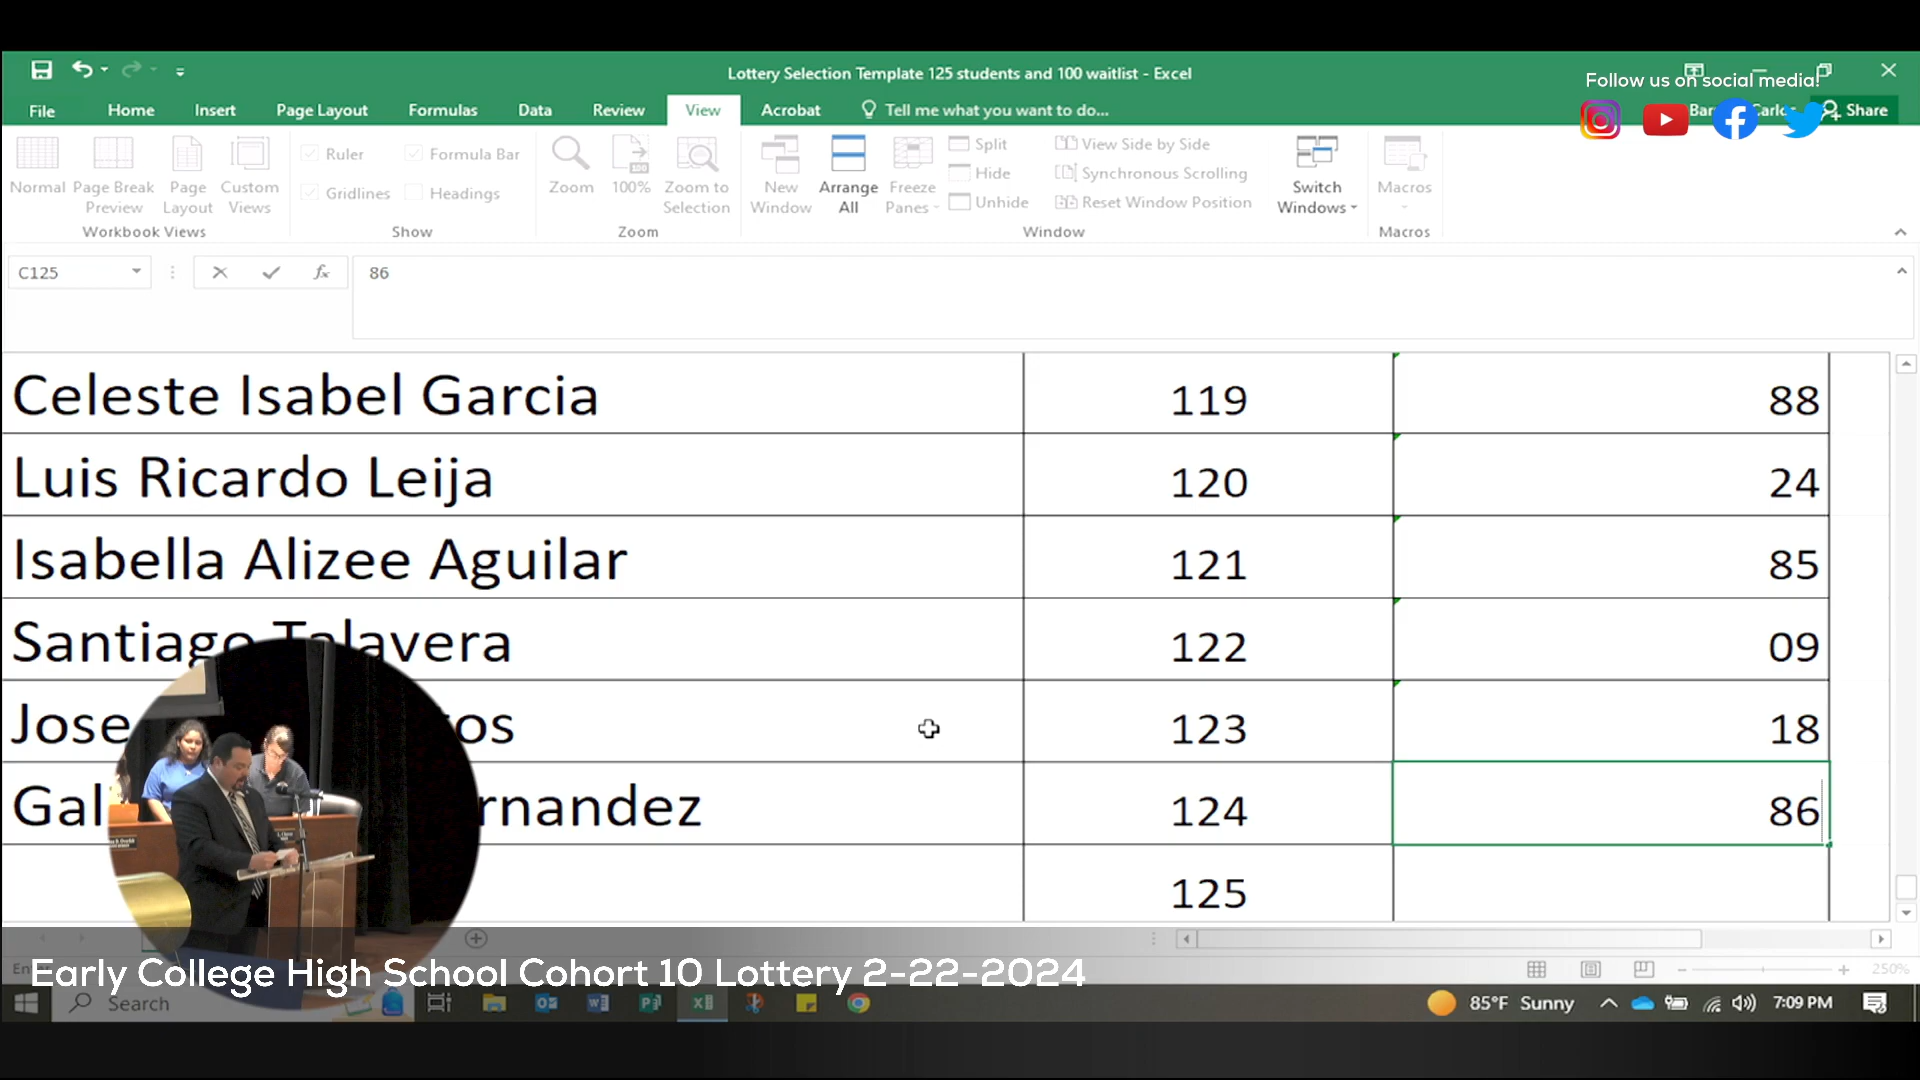 Lottery Selection Template 125 students and 100 waitlist - Excel
Follow us on social media!
File Home Insert Page Layout Formulas Data Review View Acrobat Tell me what you want to do... Share
Normal Page Break Preview Page Layout Custom Views
Workbook Views
Ruler Formula Bar
Gridlines Headings
Show
Zoom 100% Zoom to Selection
Zoom
New Window Arrange All Freeze Panes
Split View Side by Side
Hide Synchronous Scrolling
Unhide Reset Window Position
Switch Windows
Window
Macros
Macros
C125 fx 86
Celeste Isabel Garcia 119 88
Luis Ricardo Leija 120 24
Isabella Alizee Aguilar 121 85
Santiago Talavera 122 09
Jose 123 18
124 86
125
250%
Early College High School Cohort 10 Lottery 2-22-2024
Search 85°F Sunny 7:09 PM